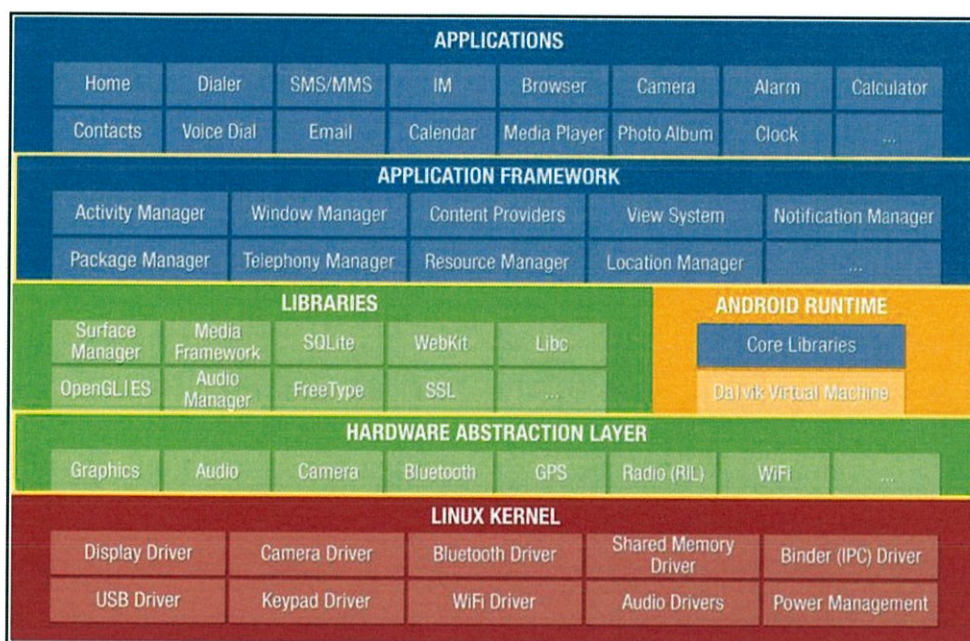 APPLICATIONS
Home Dialer SMS/MMS IM Browser Camera Alarm Calculator
Contacts Voice Dial Email Calendar Media Player Photo Album Clock ...
APPLICATION FRAMEWORK
Activity Manager Window Manager Content Providers View System Notification Manager
Package Manager Telephony Manager Resource Manager Location Manager ...
LIBRARIES
Surface Manager Media Framework SQLite WebKit Libc
OpenGLIES Audio Manager FreeType SSL ...
ANDROID RUNTIME
Core Libraries
Dalvik Virtual Machine
HARDWARE ABSTRACTION LAYER
Graphics Audio Camera Bluetooth GPS Radio (RIL) WiFi ...
LINUX KERNEL
Display Driver Camera Driver Bluetooth Driver Shared Memory Driver Binder (IPC) Driver
USB Driver Keypad Driver WiFi Driver Audio Drivers Power Management